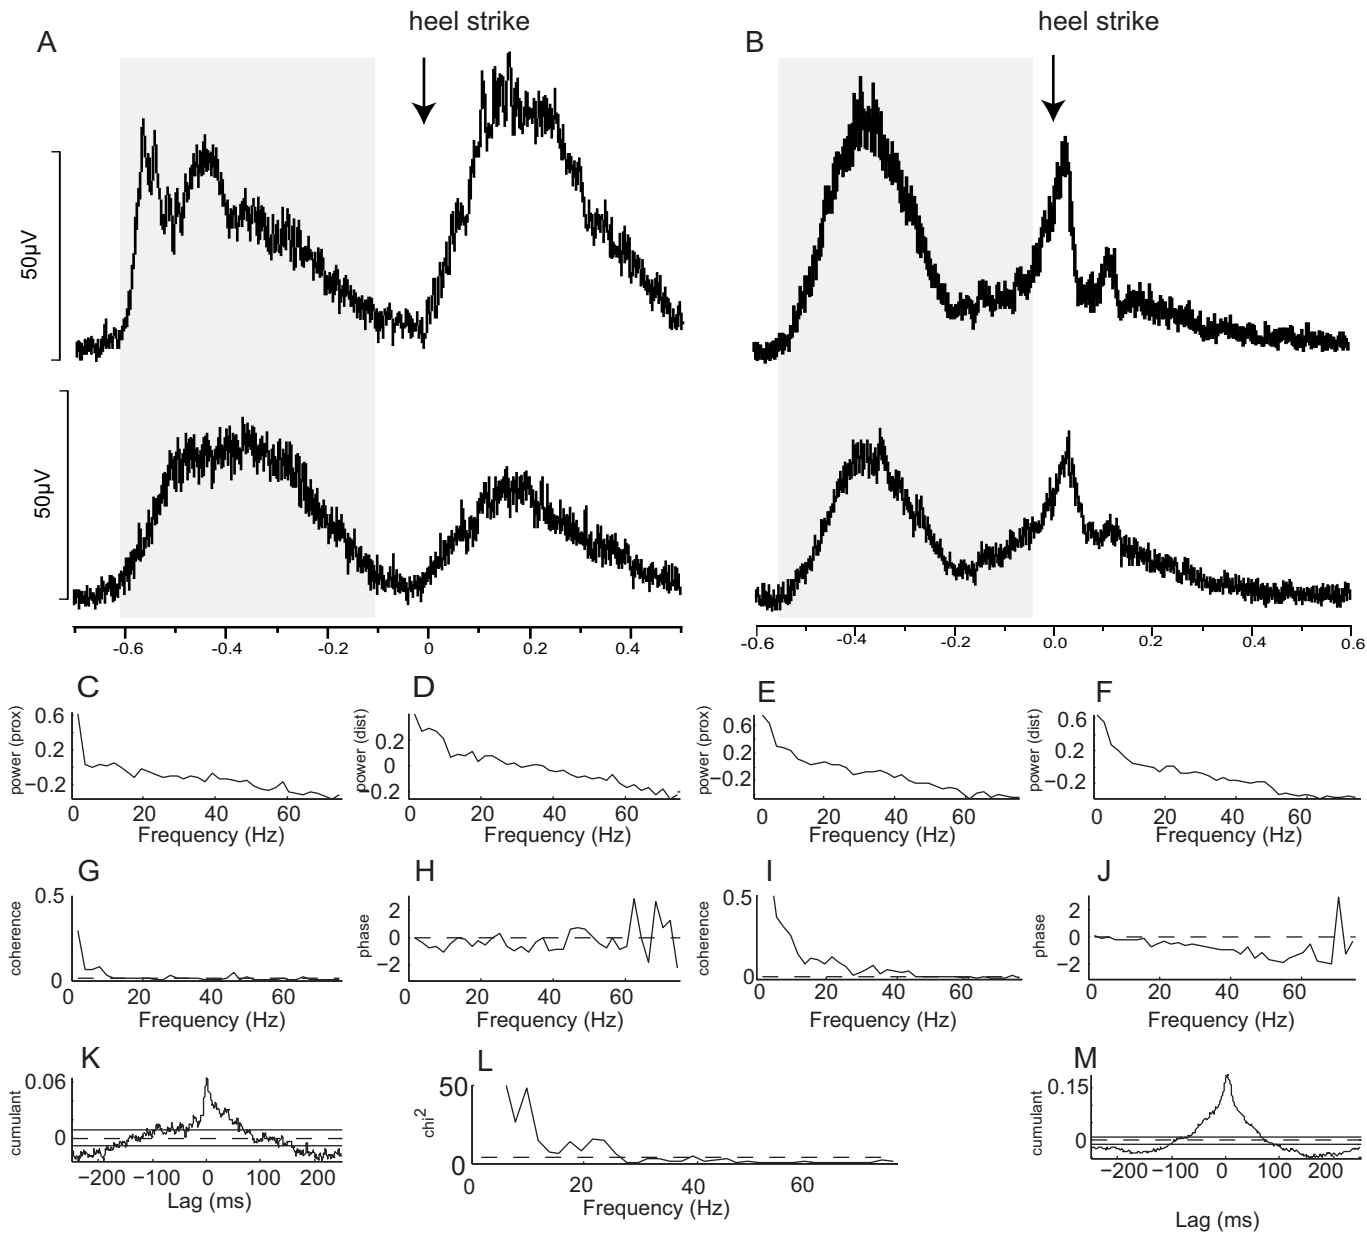 heel strike
heel strike
A
B
50µV
50µV
-0.6
-0.4
-0.2
0
0.2
0.4
-0.6
-0.4
-0.2
0.0
0.2
0.4
0.6
C
D
E
F
power (prox)
0.6
0.2
−0.2
0
20
40
60
Frequency (Hz)
power (dist)
0.2
0
−0.2
0
20
40
60
Frequency (Hz)
power (prox)
0.6
0.2
−0.2
0
20
40
60
Frequency (Hz)
power (dist)
0.6
0.2
−0.2
0
20
40
60
Frequency (Hz)
G
H
I
J
coherence
0.5
0
0
20
40
60
Frequency (Hz)
phase
2
0
−2
0
20
40
60
Frequency (Hz)
coherence
0.5
0
0
20
40
60
Frequency (Hz)
phase
2
0
−2
0
20
40
60
Frequency (Hz)
K
L
M
cumulant
0.06
0
−200
−100
0
100
200
Lag (ms)
chi²
50
0
0
20
40
60
Frequency (Hz)
cumulant
0.15
0
−200
−100
0
100
200
Lag (ms)